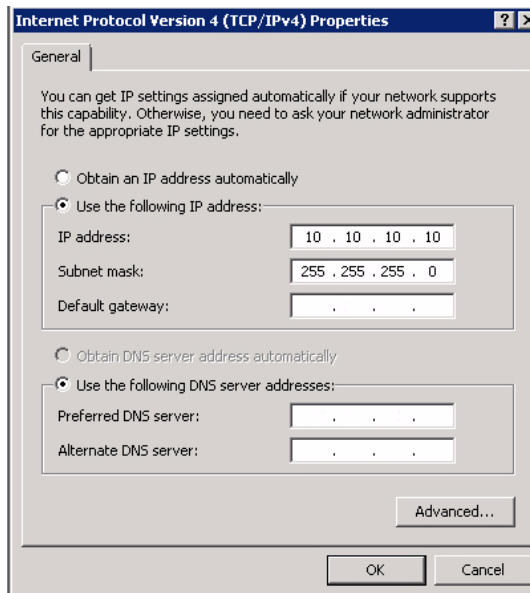 Internet Protocol Version 4 (TCP/IPv4) Properties
General
You can get IP settings assigned automatically if your network supports
this capability. Otherwise, you need to ask your network administrator
for the appropriate IP settings.
Obtain an IP address automatically
Use the following IP address:
IP address: 10 . 10 . 10 . 10
Subnet mask: 255 . 255 . 255 . 0
Default gateway: . . .
Obtain DNS server address automatically
Use the following DNS server addresses:
Preferred DNS server: . . .
Alternate DNS server: . . .
Advanced...
OK Cancel